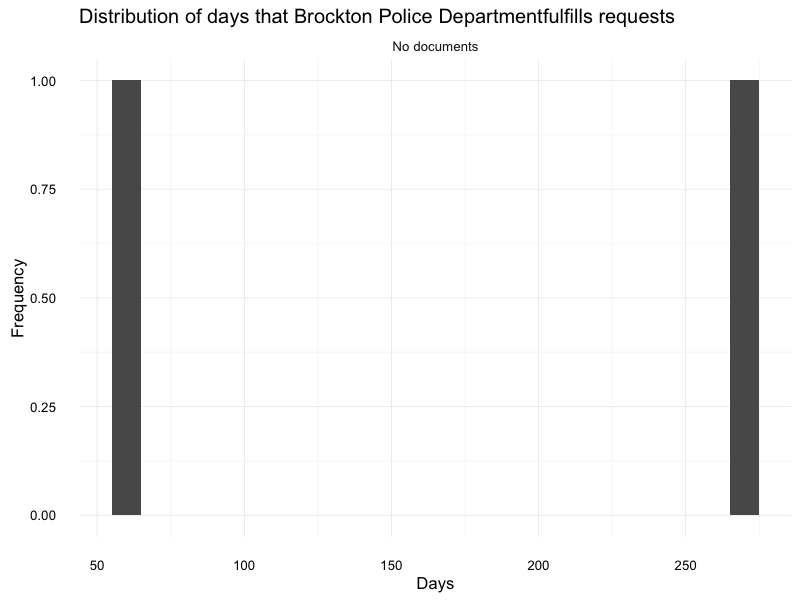 Distribution of days that Brockton Police Departmentfulfills requests
No documents
1.00
0.75
0.50
0.25
0.00
Frequency
50 100 150 200 250
Days